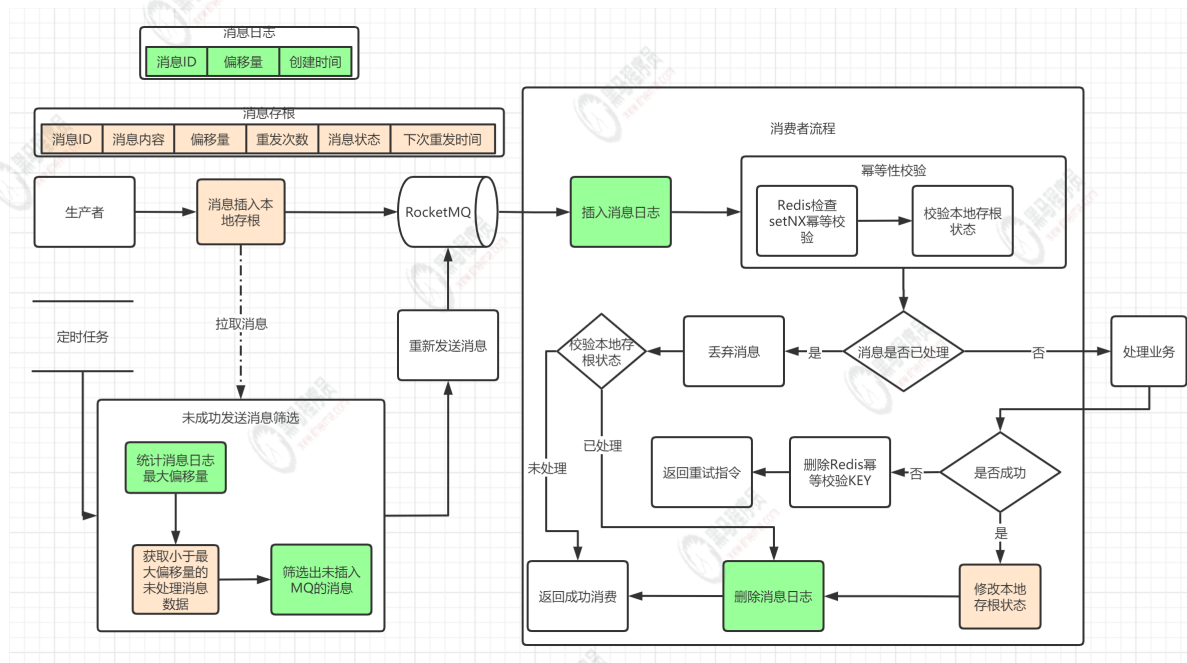 消息日志
消息ID
偏移量
创建时间
消息存根
消息ID
消息内容
偏移量
重发次数
消息状态
下次重发时间
生产者
消息插入本
地存根
RocketMQ
拉取消息
定时任务
重新发送消息
未成功发送消息筛选
统计消息日志
最大偏移量
获取小于最
大偏移量的
未处理消息
数据
筛选出未插入
MQ的消息
消费者流程
插入消息日志
幂等性校验
Redis检查
setNX幂等校
验
校验本地存根
状态
校验本地存
根状态
丢弃消息
是
消息是否已处理
否
处理业务
未处理
已处理
返回重试指令
删除Redis幂
等校验KEY
否
是否成功
是
返回成功消费
删除消息日志
修改本地
存根状态
黑马程序员
www.itheima.com